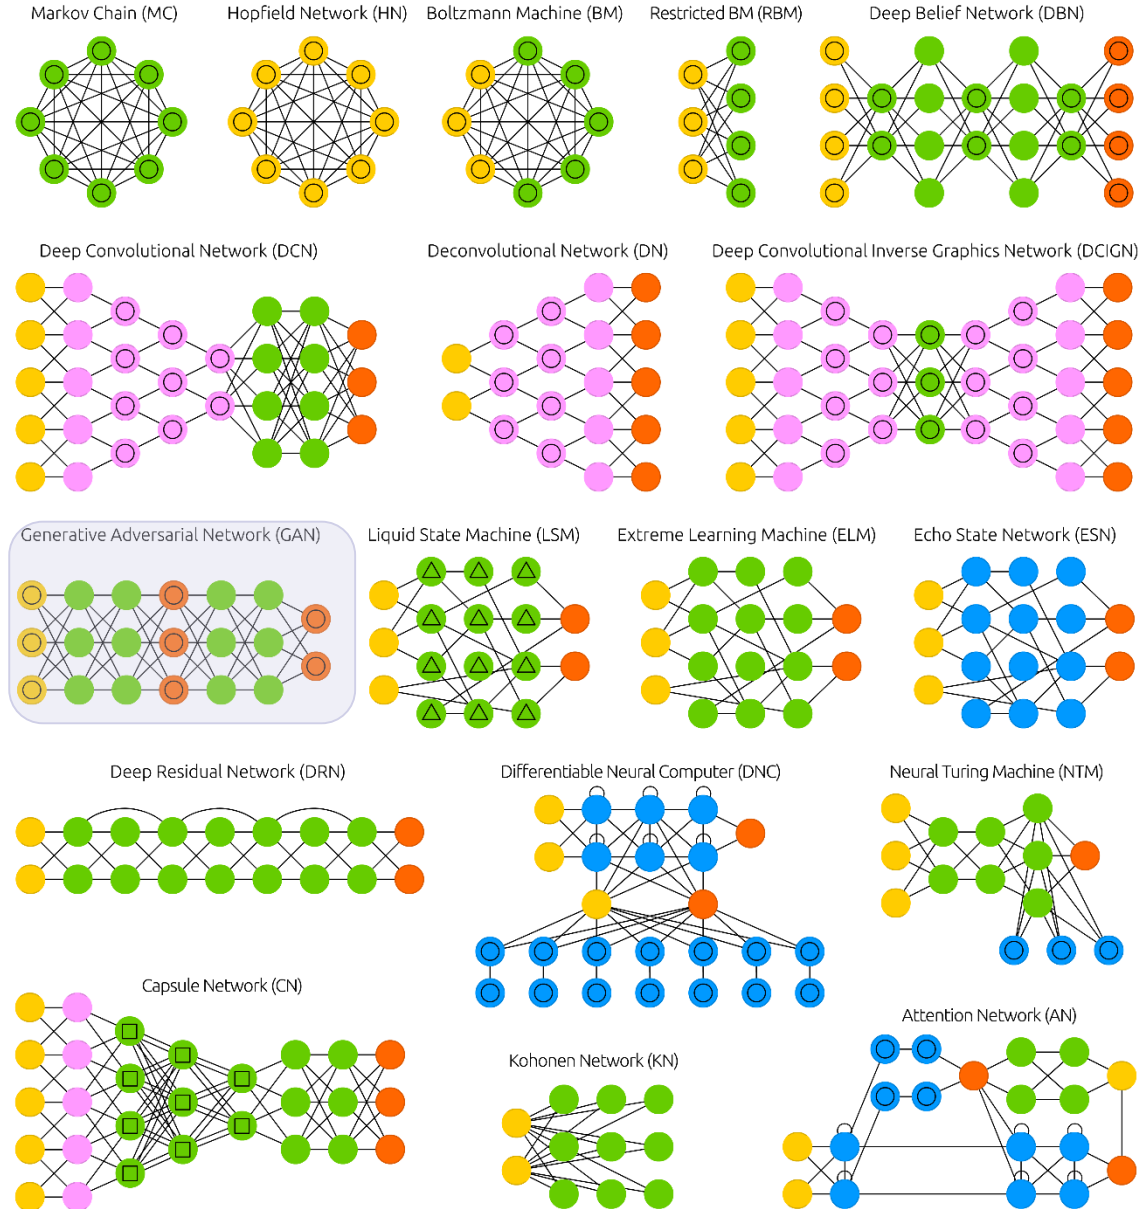 Markov Chain (MC)
Hopfield Network (HN)
Boltzmann Machine (BM)
Restricted BM (RBM)
Deep Belief Network (DBN)
Deep Convolutional Network (DCN)
Deconvolutional Network (DN)
Deep Convolutional Inverse Graphics Network (DCIGN)
Generative Adversarial Network (GAN)
Liquid State Machine (LSM)
Extreme Learning Machine (ELM)
Echo State Network (ESN)
Deep Residual Network (DRN)
Differentiable Neural Computer (DNC)
Neural Turing Machine (NTM)
Capsule Network (CN)
Kohonen Network (KN)
Attention Network (AN)